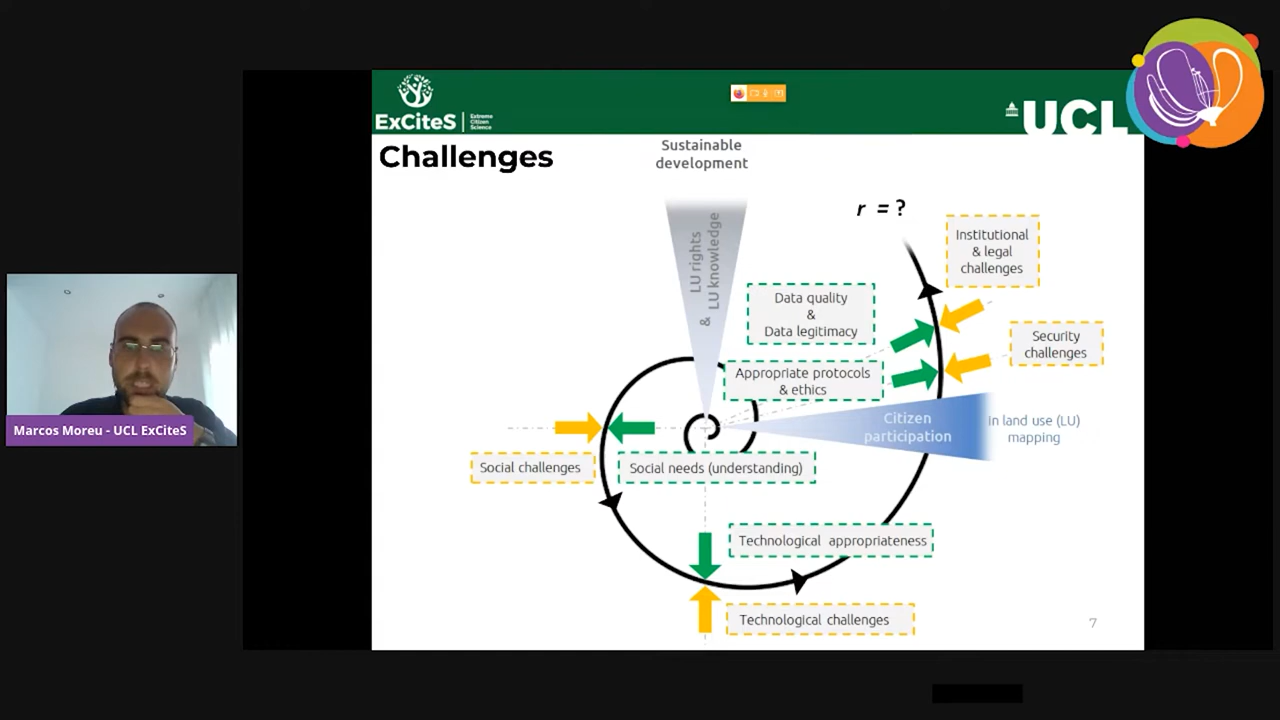 ExCiteS
Extreme
Citizen
Science
UCL
Challenges
Sustainable
development
LU rights
& LU knowledge
r = ?
Institutional
& legal
challenges
Data quality
&
Data legitimacy
Security
challenges
Appropriate protocols
& ethics
Citizen
participation
In land use (LU)
mapping
Marcos Moreu - UCL ExCiteS
Social challenges
Social needs (understanding)
Technological appropriateness
Technological challenges
7